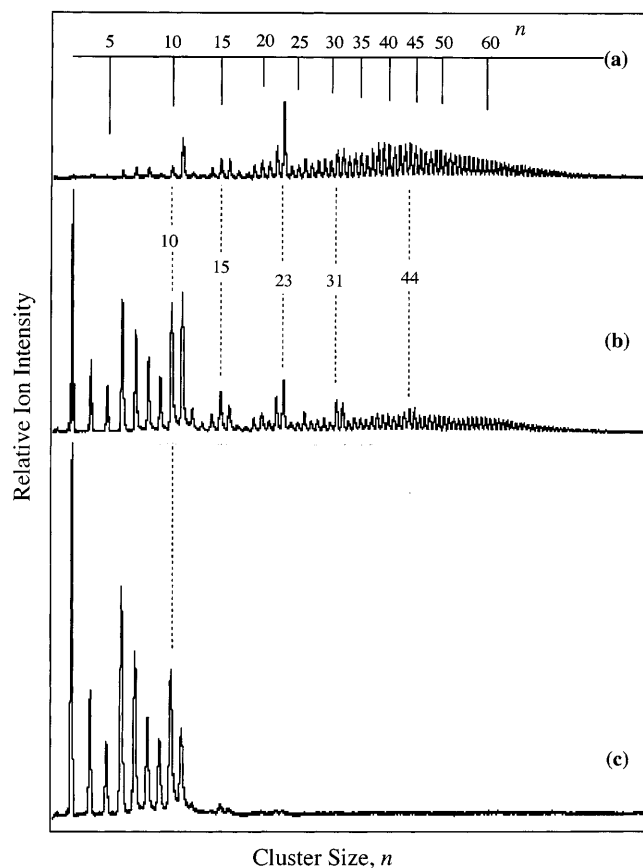 n
5 10 15 20 25 30 35 40 45 50 60
(a)
10 15 23 31 44
(b)
(c)
Relative Ion Intensity
Cluster Size, n